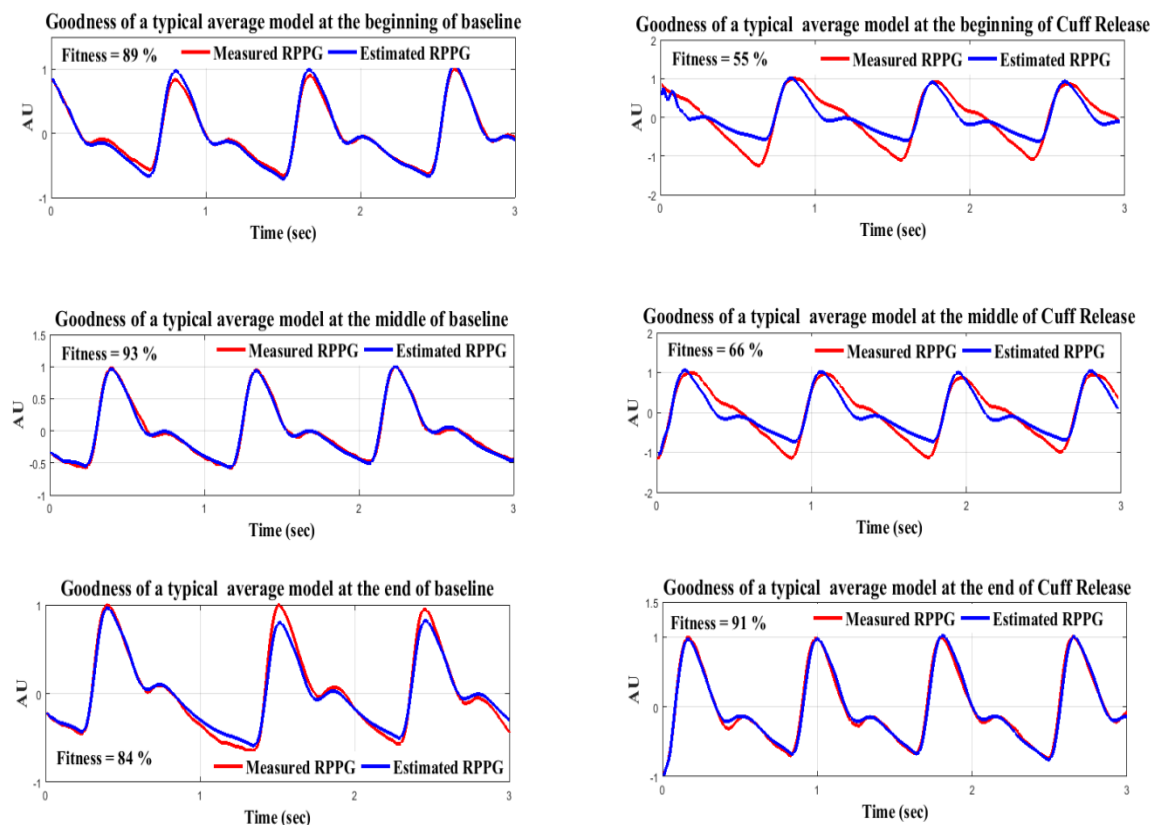 Goodness of a typical average model at the beginning of baseline
Fitness = 89 %
Measured RPPG
Estimated RPPG
1
0
-1
AU
0
1
2
3
Time (sec)
Goodness of a typical average model at the beginning of Cuff Release
2
Fitness = 55 %
Measured RPPG
Estimated RPPG
1
0
-1
-2
AU
0
1
2
3
Time (sec)
Goodness of a typical average model at the middle of baseline
1.5
Fitness = 93 %
Measured RPPG
Estimated RPPG
1
0.5
0
-0.5
-1
AU
0
1
2
3
Time (sec)
Goodness of a typical average model at the middle of Cuff Release
2
Fitness = 66 %
Measured RPPG
Estimated RPPG
1
0
-1
-2
AU
0
1
2
3
Time (sec)
Goodness of a typical average model at the end of baseline
1
0
-1
AU
Fitness = 84 %
Measured RPPG
Estimated RPPG
0
1
2
3
Time (sec)
Goodness of a typical average model at the end of Cuff Release
1.5
Fitness = 91 %
Measured RPPG
Estimated RPPG
1
0
-1
AU
0
1
2
3
Time (sec)